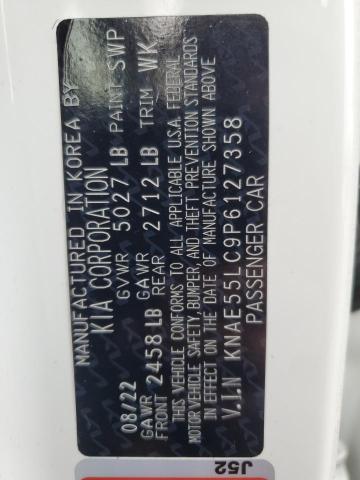 MANUFACTURED IN KOREA BY
KIA CORPORATION
GVWR 5027 LB PAINT SWP
08/22
GAWR FRONT 2458 LB GAWR REAR 2712 LB TRIM WK
THIS VEHICLE CONFORMS TO ALL APPLICABLE U.S.A. FEDERAL
MOTOR VEHICLE SAFETY, BUMPER, AND THEFT PREVENTION STANDARDS
IN EFFECT ON THE DATE OF MANUFACTURE SHOWN ABOVE
V.I.N KNAE55LC9P6127358
PASSENGER CAR
J52